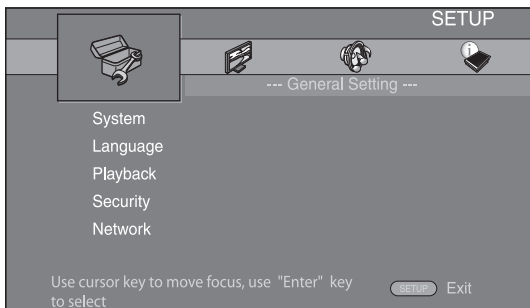 SETUP
--- General Setting ---
System
Language
Playback
Security
Network
Use cursor key to move focus, use "Enter" key
to select
SETUP Exit